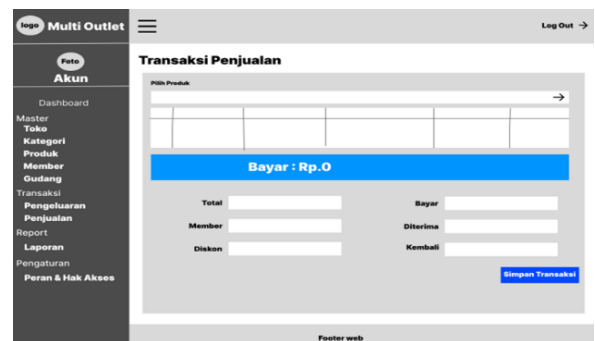 logo Multi Outlet
Log Out →
Foto
Akun
Dashboard
Master
Toko
Kategori
Produk
Member
Gudang
Transaksi
Pengeluaran
Penjualan
Report
Laporan
Pengaturan
Peran & Hak Akses
Transaksi Penjualan
Pilih Produk
→
Bayar : Rp.0
Total
Bayar
Member
Diterima
Diskon
Kembali
Simpan Transaksi
Footer web